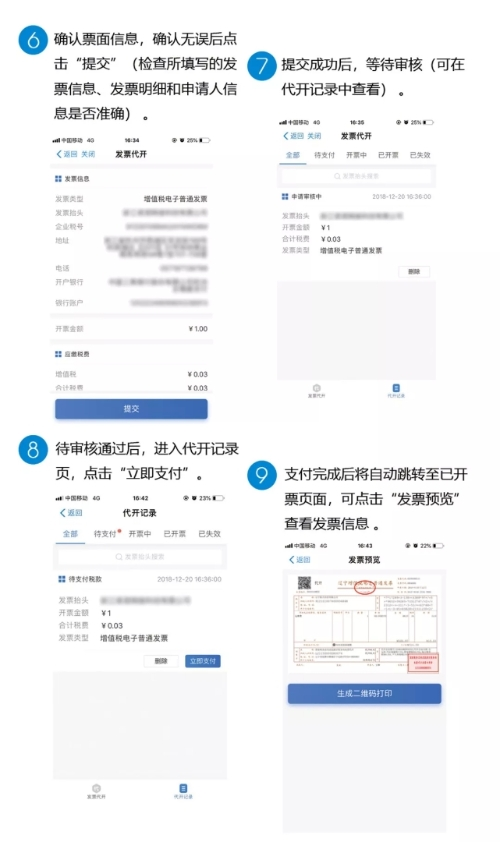 6
确认票面信息，确认无误后点
击“提交”（检查所填写的发
票信息、发票明细和申请人信
息是否准确）。
中国移动 4G 16:34 25%
返回 关闭 发票代开
发票信息
发票类型 增值税电子普通发票
发票抬头
企业税号
地址
电话
开户银行
银行账户
开票金额 ¥ 1.00
应缴税费
增值税 ¥ 0.03
合计税费 ¥ 0.03
提交
7
提交成功后，等待审核（可在
代开记录中查看）。
中国移动 4G 16:35 25%
返回 关闭 发票代开
全部 待支付 开票中 已开票 已失效
发票抬头搜索
申请审核中 2018-12-20 16:36:00
发票抬头
开票金额 ¥ 1
合计税费 ¥ 0.03
发票类型 增值税电子普通发票
删除
发票代开 代开记录
8
待审核通过后，进入代开记录
页，点击“立即支付”。
中国移动 4G 16:42 23%
返回 代开记录
全部 待支付 开票中 已开票 已失效
发票抬头搜索
待支付税款 2018-12-20 16:36:00
发票抬头
开票金额 ¥ 1
合计税费 ¥ 0.03
发票类型 增值税电子普通发票
删除 立即支付
发票代开 代开记录
9
支付完成后将自动跳转至已开
票页面，可点击“发票预览”
查看发票信息。
中国移动 4G 16:43 22%
返回 发票预览
代开
生成二维码打印